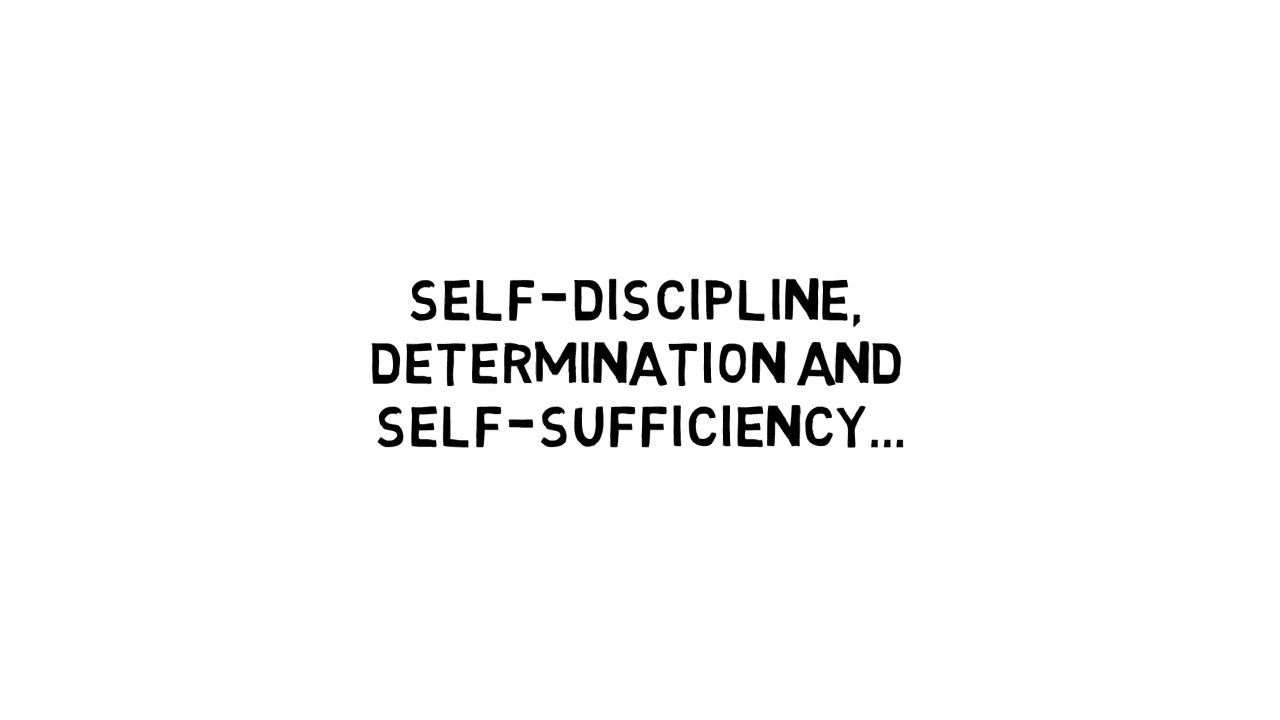 SELF-DISCIPLINE,
DETERMINATION AND
SELF-SUFFICIENCY...